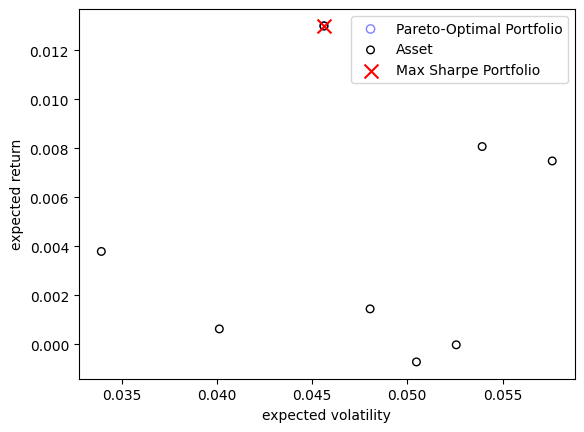 Pareto-Optimal Portfolio
Asset
Max Sharpe Portfolio
expected return
0.012
0.010
0.008
0.006
0.004
0.002
0.000
0.035 0.040 0.045 0.050 0.055
expected volatility